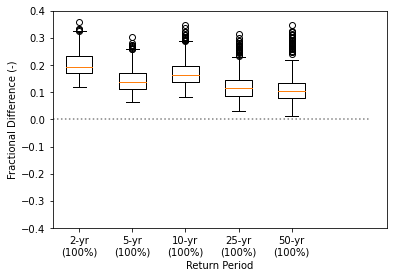 0.4
0.3
0.2
0.1
0.0
−0.1
−0.2
−0.3
−0.4
Fractional Difference (-)
2-yr 5-yr 10-yr 25-yr 50-yr
(100%) (100%) (100%) (100%) (100%)
Return Period